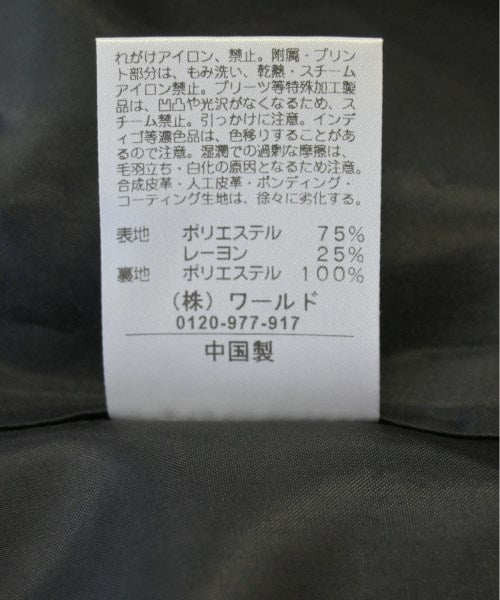 れがけアイロン、禁止。附属・プリン
ト部分は、もみ洗い、乾熱・スチーム
アイロン禁止。プリーツ等特殊加工製
品は、凹凸や光沢がなくなるため、ス
チーム禁止。引っかけに注意。インディ
ィゴ等濃色品は、色移りすることがあ
るので注意。湿潤での過剰な摩擦は、
毛羽立ち・白化の原因となるため注意。
合成皮革・人工皮革・ボンディング・
コーティング生地は、徐々に劣化する。
表地 ポリエステル 75%
レーヨン 25%
裏地 ポリエステル 100%
(株) ワールド
0120-977-917
中国製